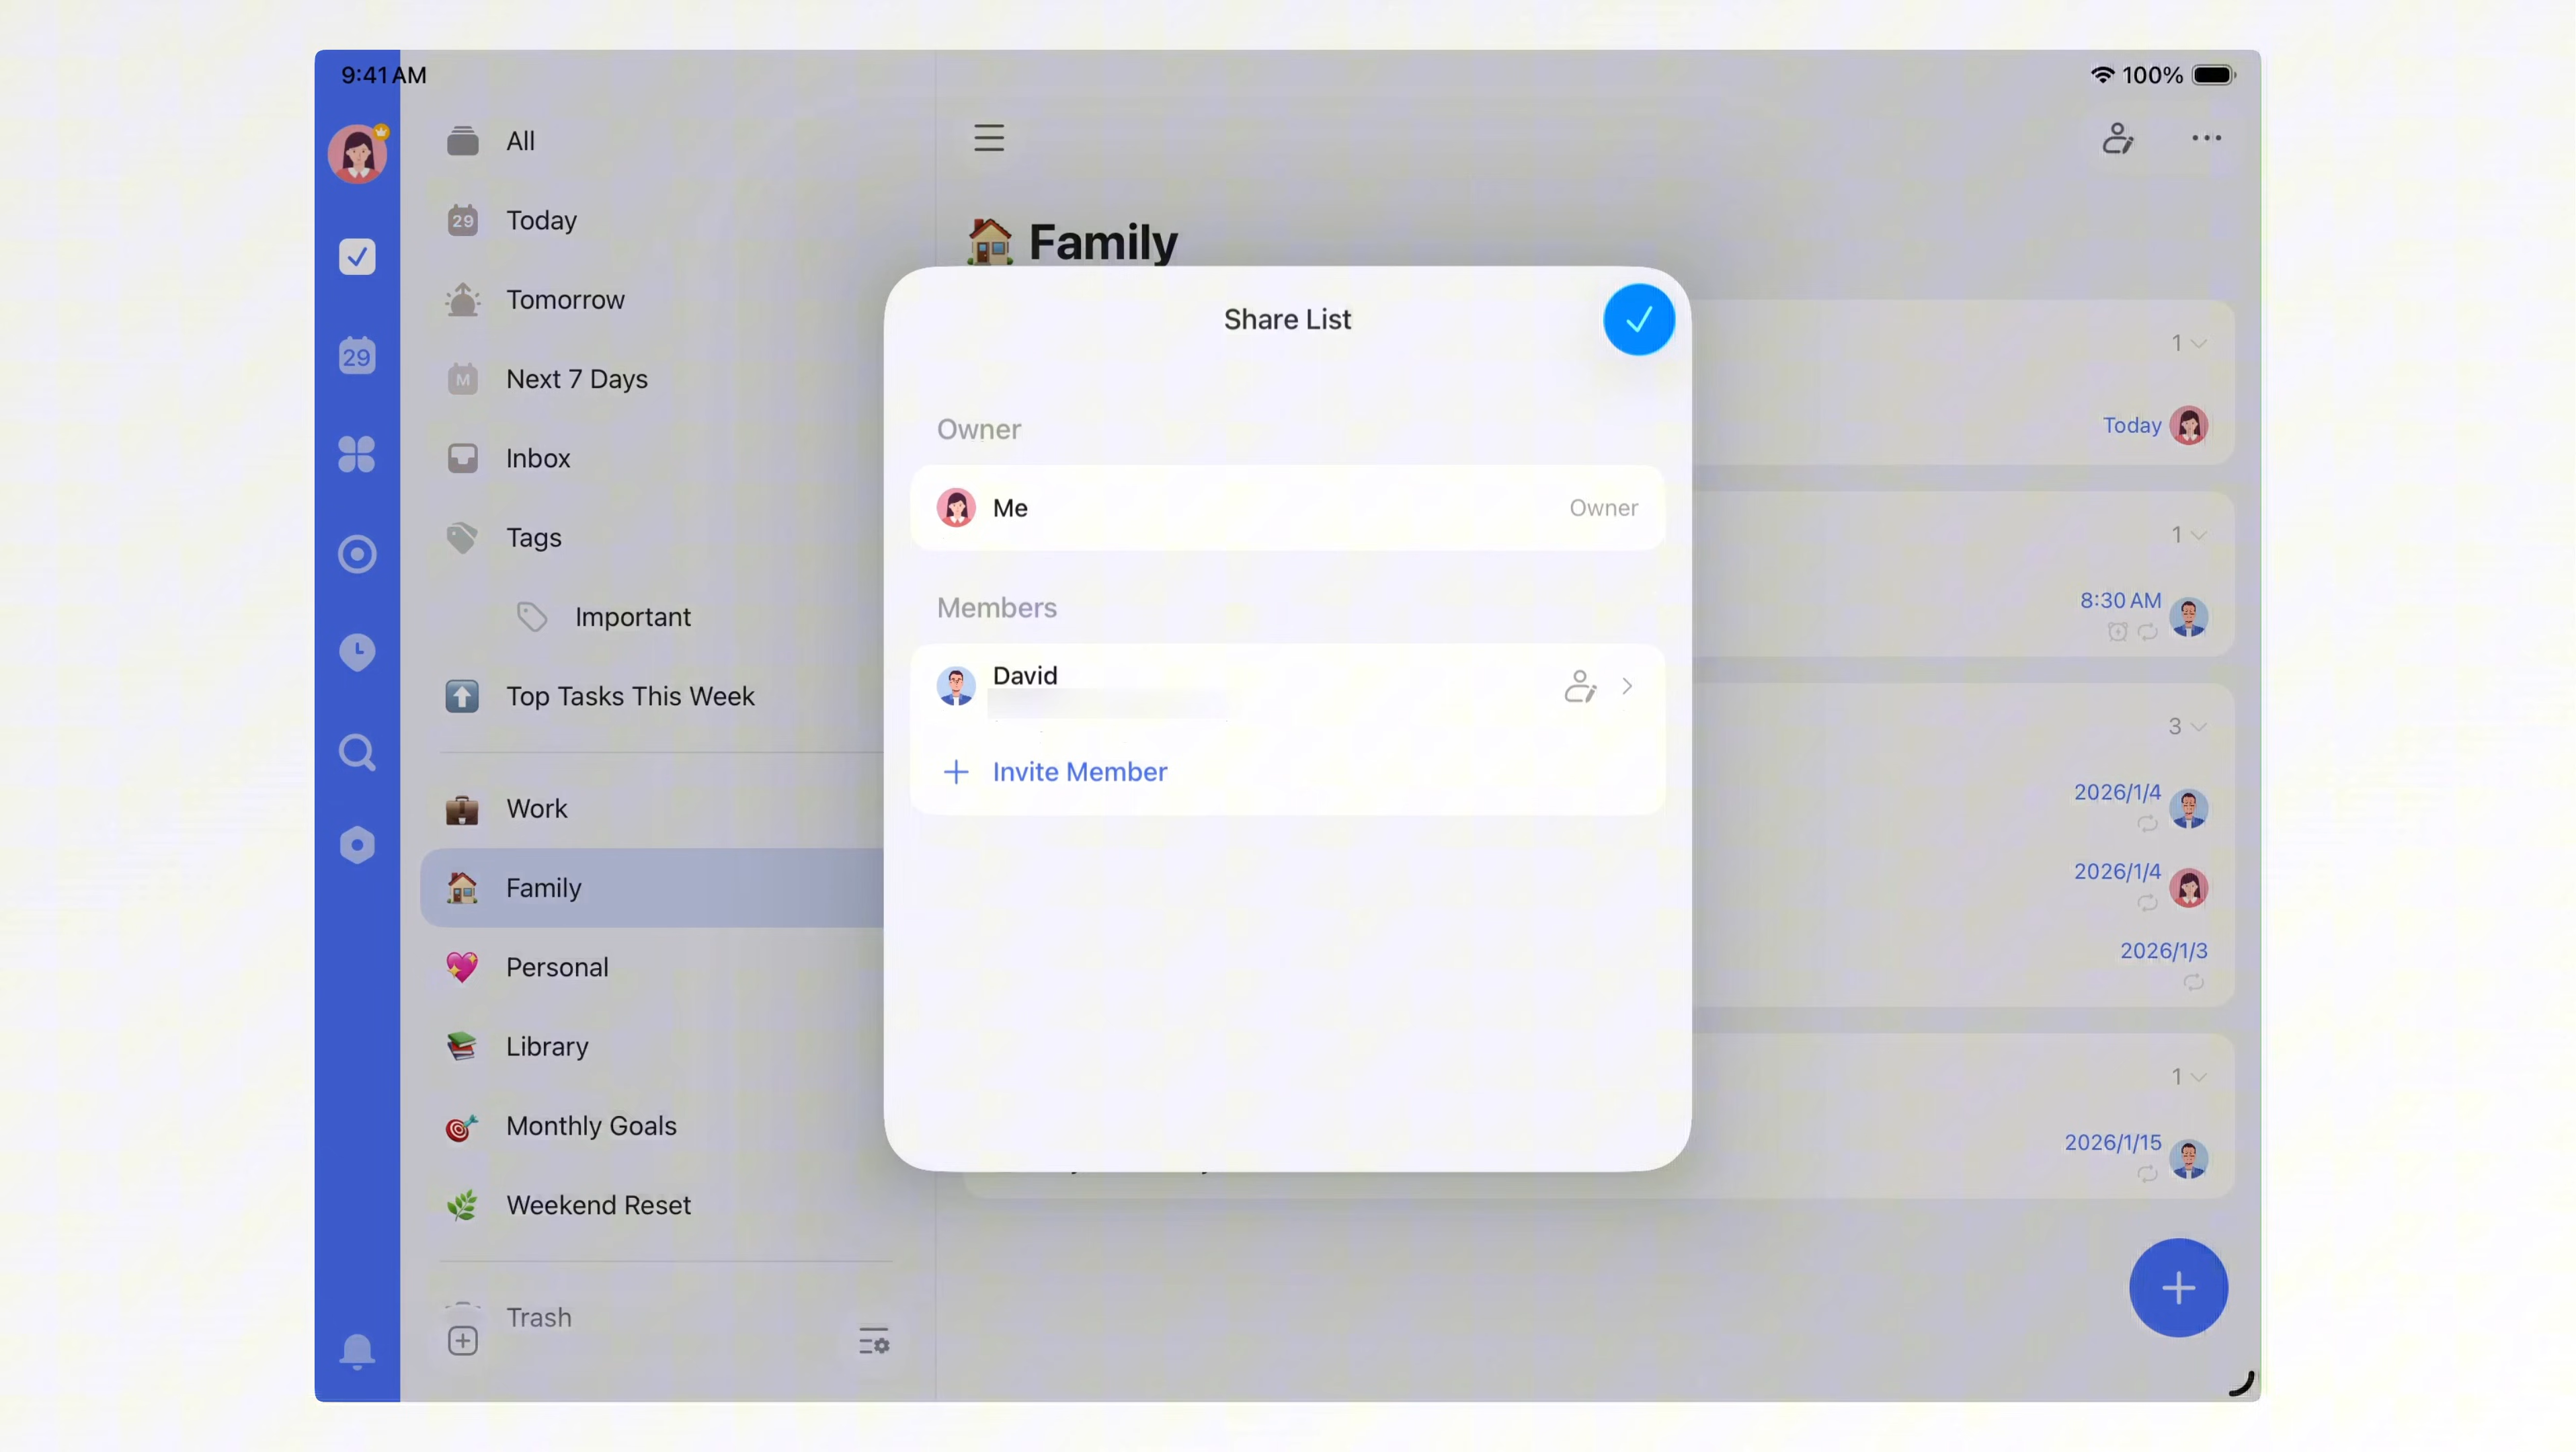 9:41 AM
100%
All
29
Today
Tomorrow
29
M
Next 7 Days
Inbox
Tags
Important
Top Tasks This Week
Work
Family
Personal
Library
Monthly Goals
Weekend Reset
Trash
Family
1
Today
1
8:30 AM
3
2026/1/4
2026/1/4
2026/1/3
1
2026/1/15
Share List
Owner
Me
Owner
Members
David
Invite Member